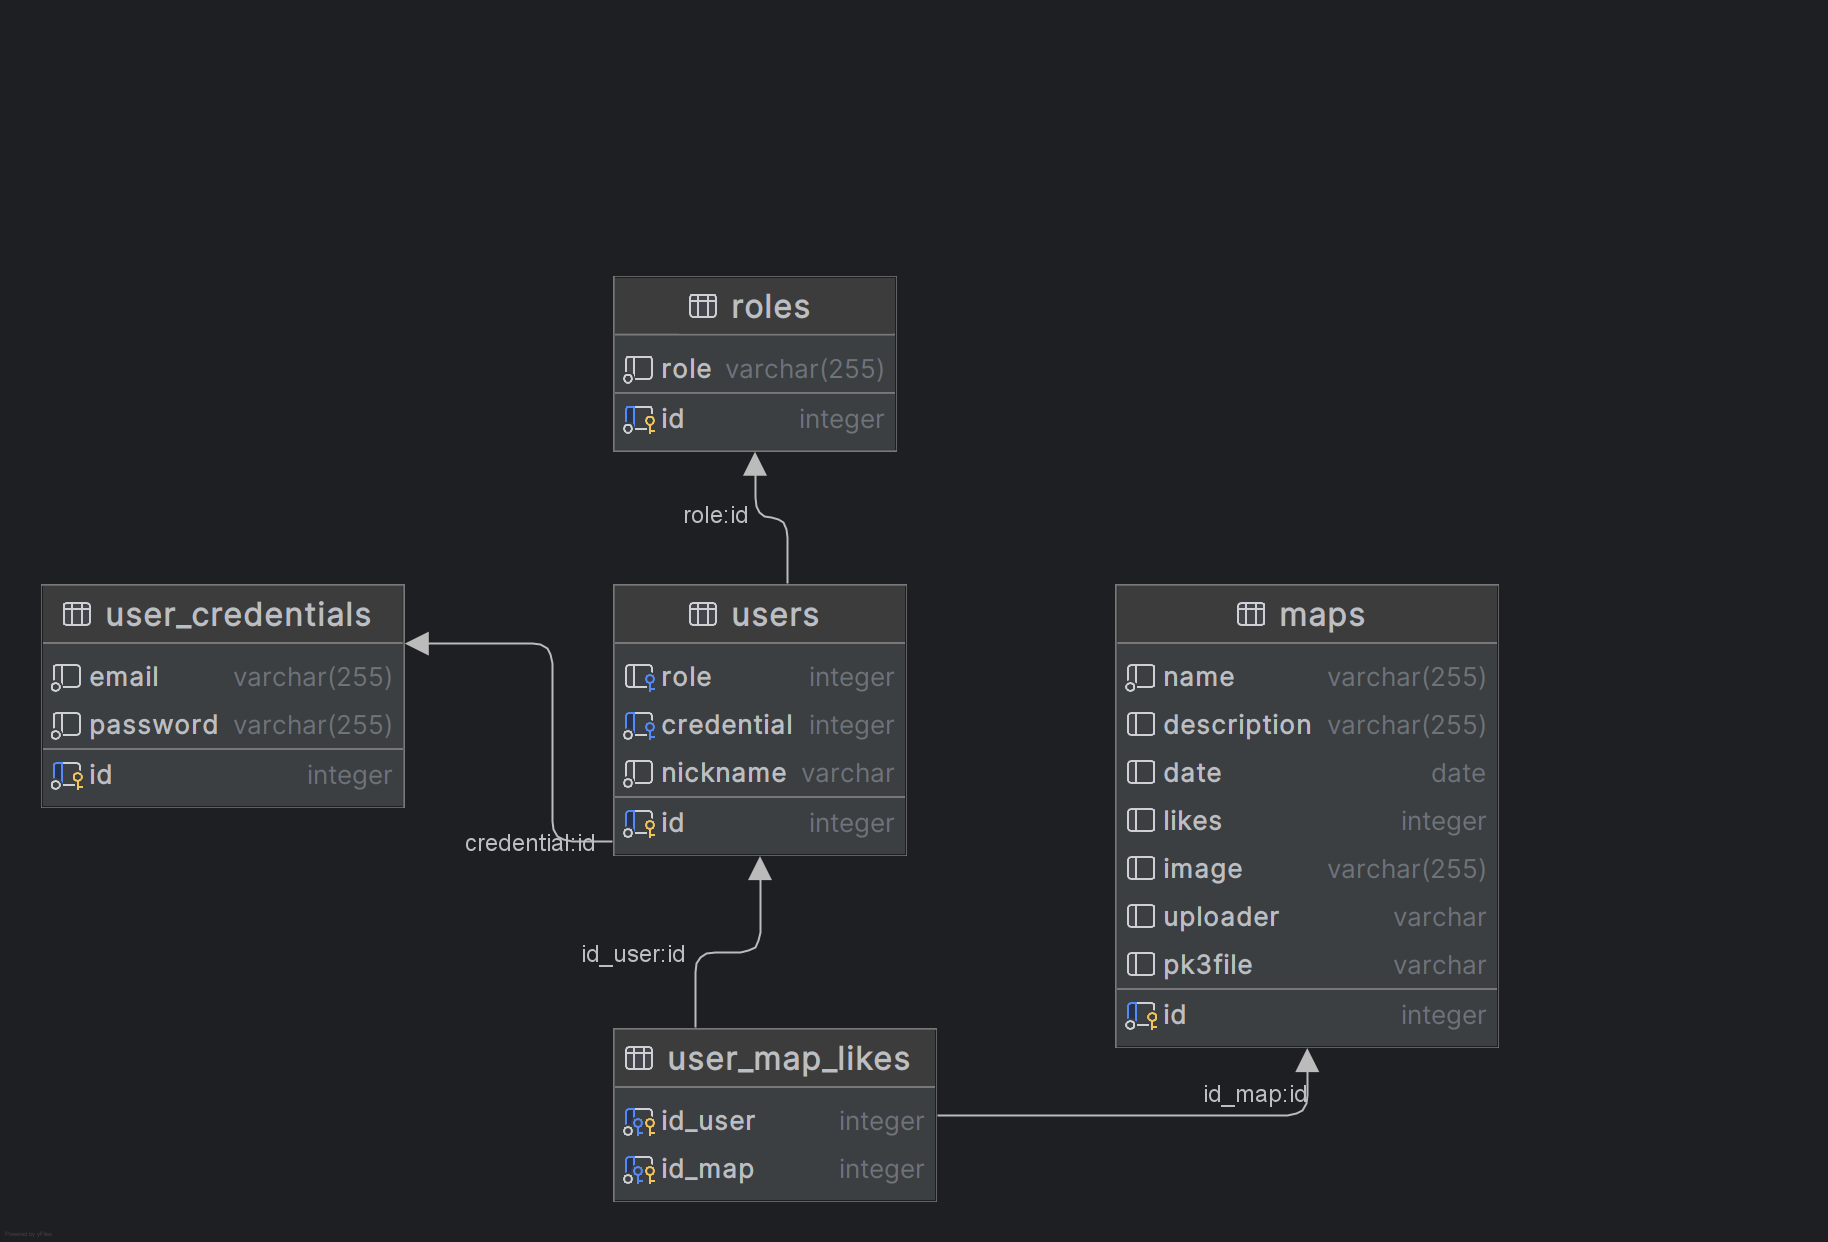 roles
role varchar(255)
id integer
role:id
user_credentials
email varchar(255)
password varchar(255)
id integer
users
role integer
credential integer
nickname varchar
id integer
maps
name varchar(255)
description varchar(255)
date date
likes integer
image varchar(255)
uploader varchar
pk3file varchar
id integer
credential:id
id_user:id
user_map_likes
id_user integer
id_map integer
id_map:id
Powered by yFiles